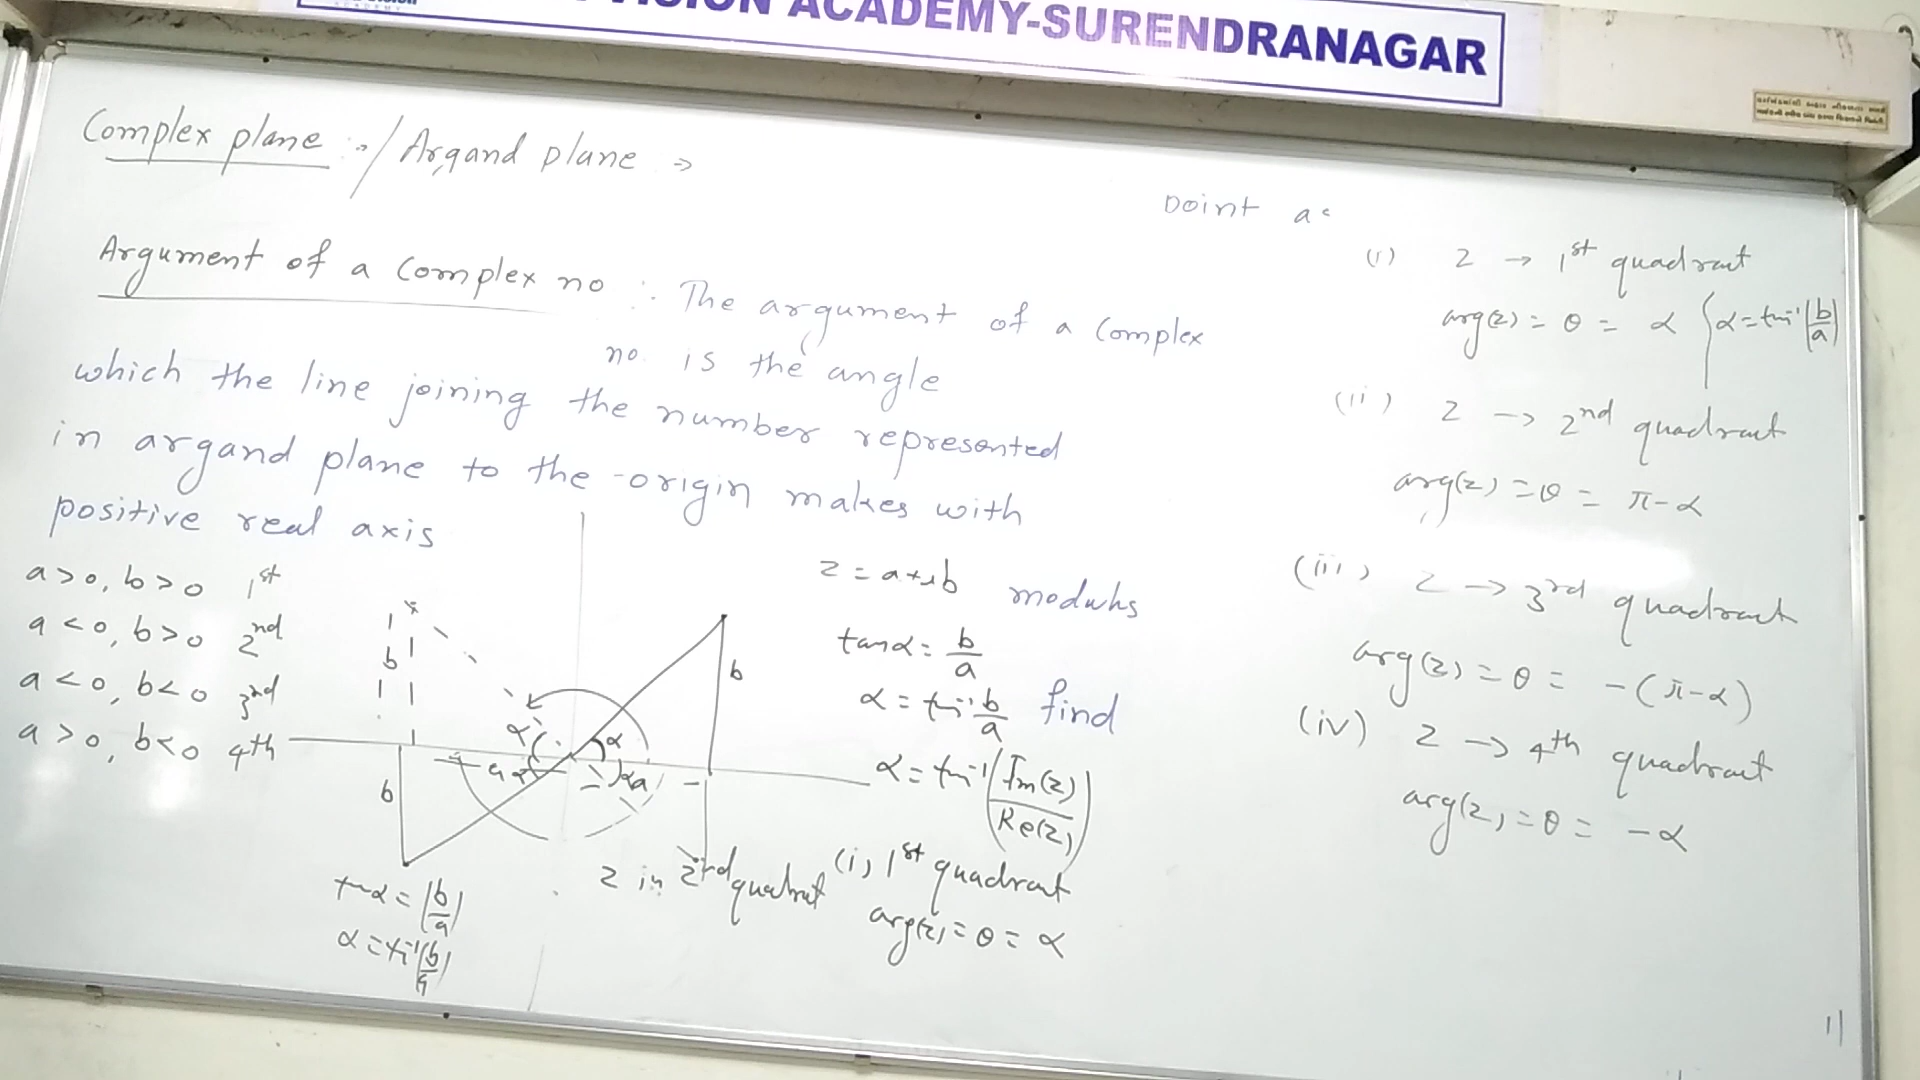 VISION ACADEMY-SURENDRANAGAR
Complex plane :- / Argand plane →
Argument of a complex no :. The argument of a complex
no. is the angle
which the line joining the number represented
in argand plane to the origin makes with
positive real axis
a>0, b>0 1st
a<0, b>0 2nd
a<0, b<0 3rd
a>0, b<0 4th
b
b
b
α
α
tanα = |b/a|
α = tan⁻¹|b/a|
z = a+ib modulus
tanα = b/a
α = tan⁻¹ b/a find
α = tan⁻¹|Im(z)/Re(z)|
z in quadrant
(i) 1st quadrant
arg(z) = θ = α
point
(i) z → 1st quadrant
arg(z) = θ = α {α = tan⁻¹|b/a|
(ii) z → 2nd quadrant
arg(z) = θ = π-α
(iii) z → 3rd quadrant
arg(z) = θ = -(π-α)
(iv) z → 4th quadrant
arg(z) = θ = -α